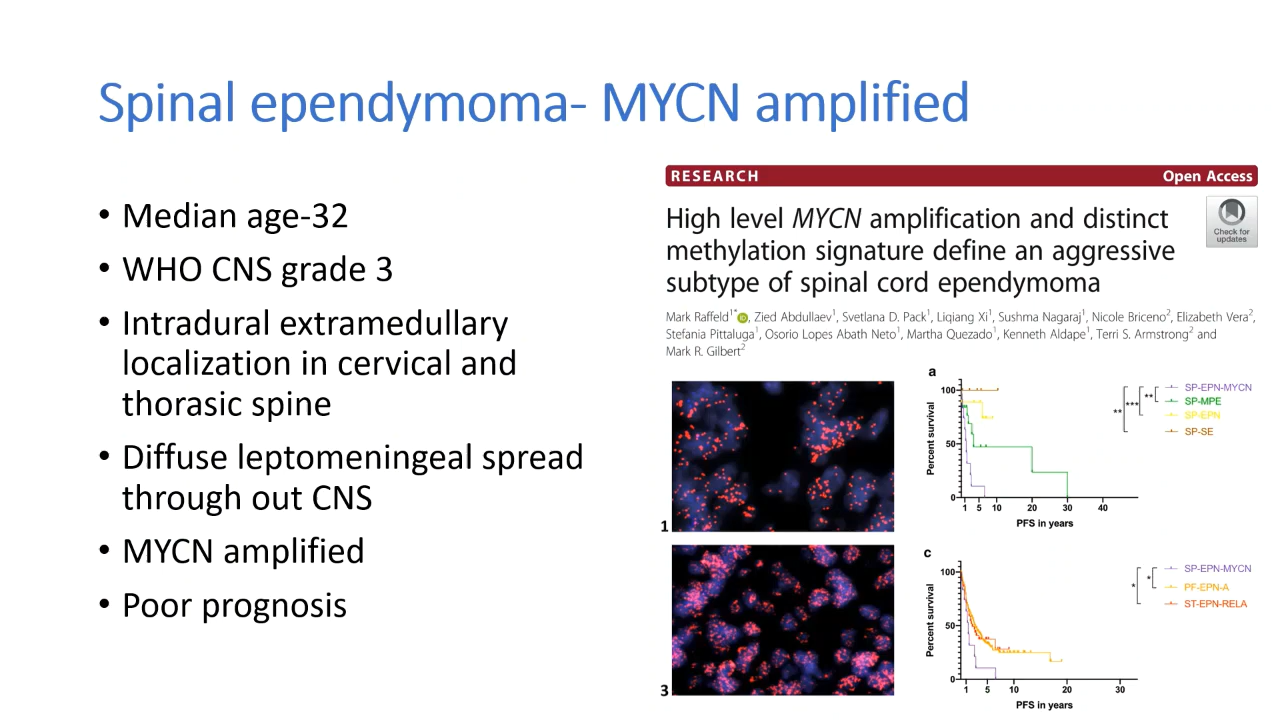 Spinal ependymoma- MYCN amplified
• Median age-32
• WHO CNS grade 3
• Intradural extramedullary
localization in cervical and
thorasic spine
• Diffuse leptomeningeal spread
through out CNS
• MYCN amplified
• Poor prognosis
RESEARCH Open Access
High level MYCN amplification and distinct
methylation signature define an aggressive
subtype of spinal cord ependymoma
Check for
updates
Mark Raffeld1*, Zied Abdullaev1, Svetlana D. Pack1, Liqiang Xi1, Sushma Nagaraj1, Nicole Briceno2, Elizabeth Vera2,
Stefania Pittaluga1, Osorio Lopes Abath Neto1, Martha Quezado1, Kenneth Aldape1, Terri S. Armstrong2 and
Mark R. Gilbert2
1
3
a
Percent survival
100
50
0
1 5 10 20 30 40
PFS in years
** *** **
SP-EPN-MYCN
SP-MPE
SP-EPN
SP-SE
c
Percent survival
100
50
0
1 5 10 20 30
PFS in years
* *
SP-EPN-MYCN
PF-EPN-A
ST-EPN-RELA